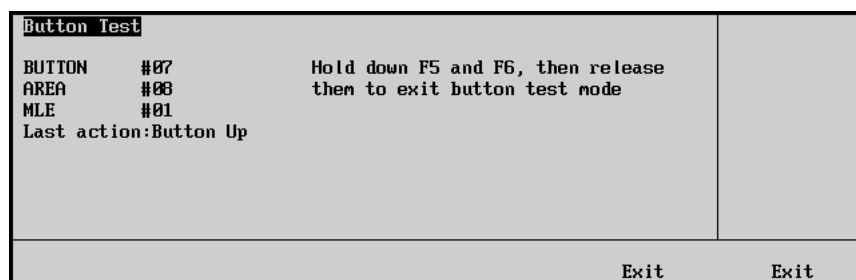 Button Test
BUTTON #07 Hold down F5 and F6, then release
AREA #08 them to exit button test mode
MLE #01
Last action:Button Up
Exit Exit